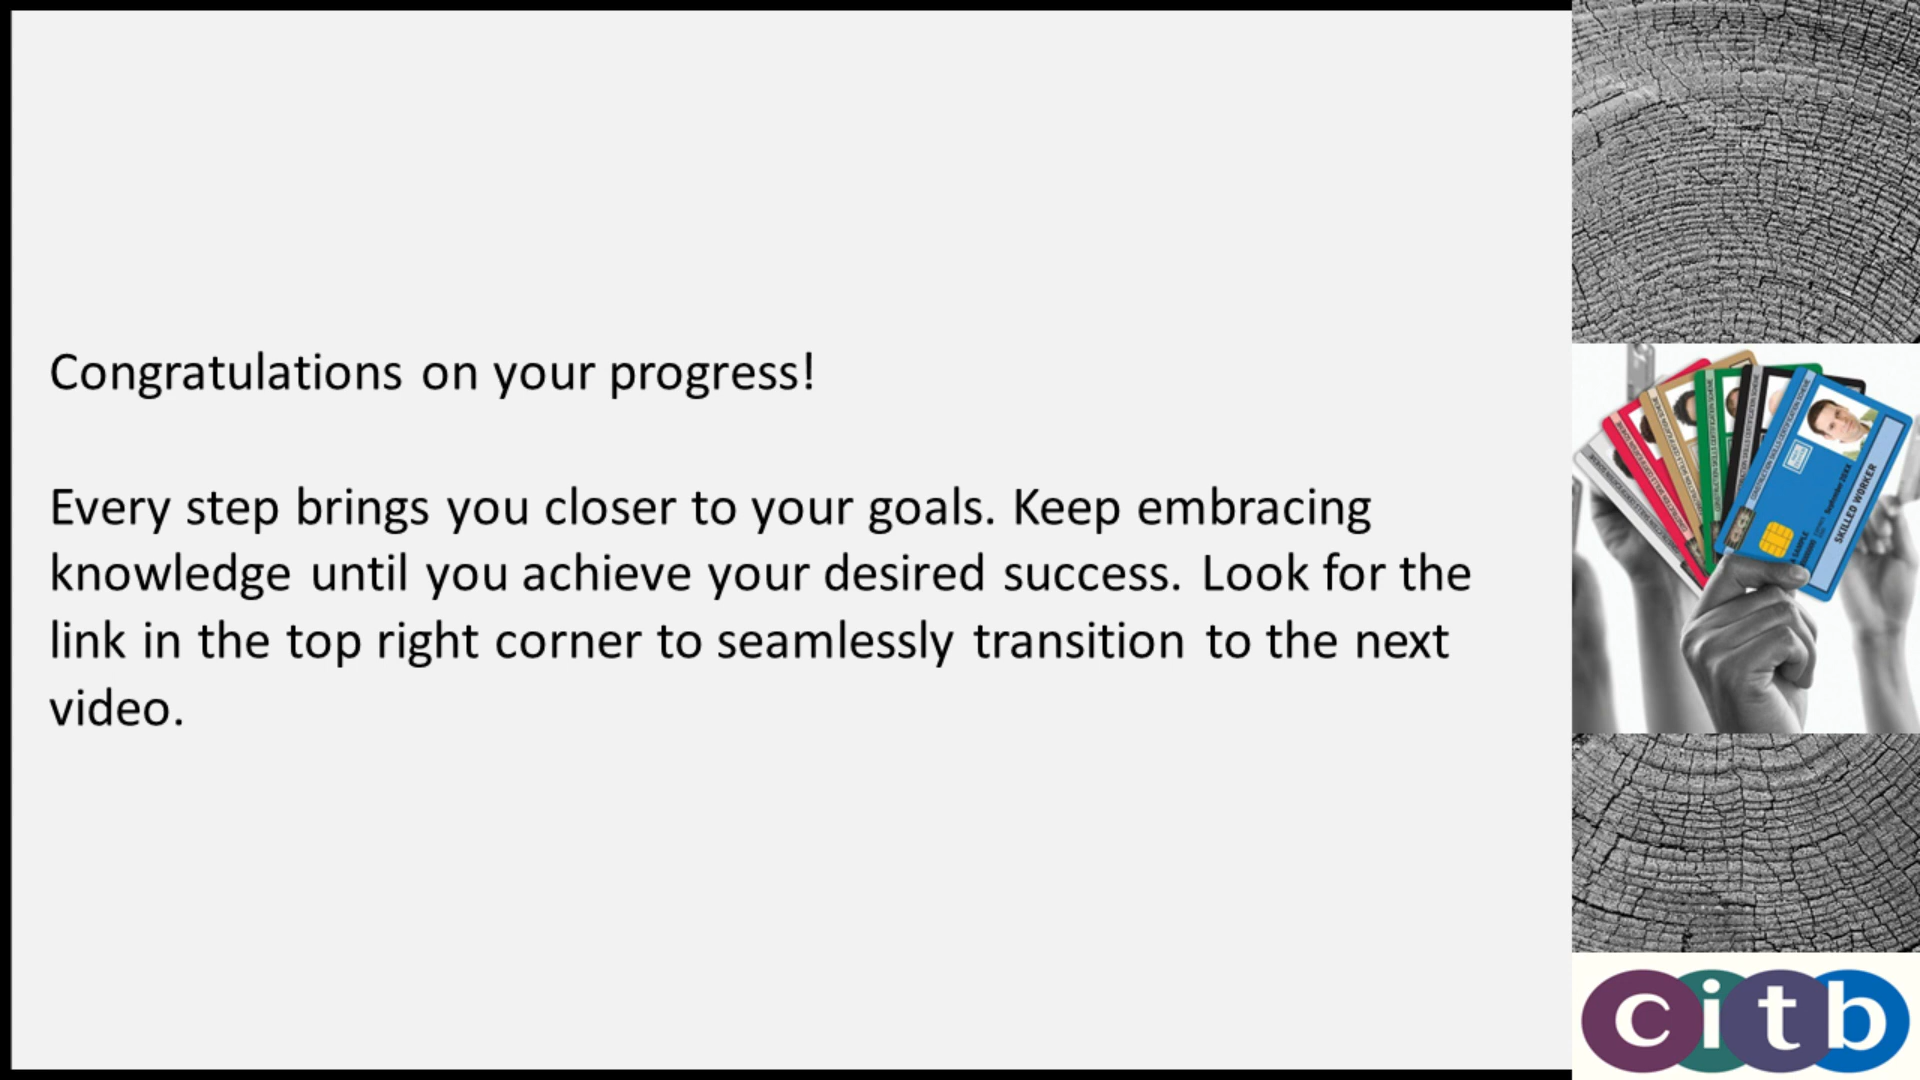 Congratulations on your progress!
Every step brings you closer to your goals. Keep embracing
knowledge until you achieve your desired success. Look for the
link in the top right corner to seamlessly transition to the next
video.
SKILLED WORKER
citb